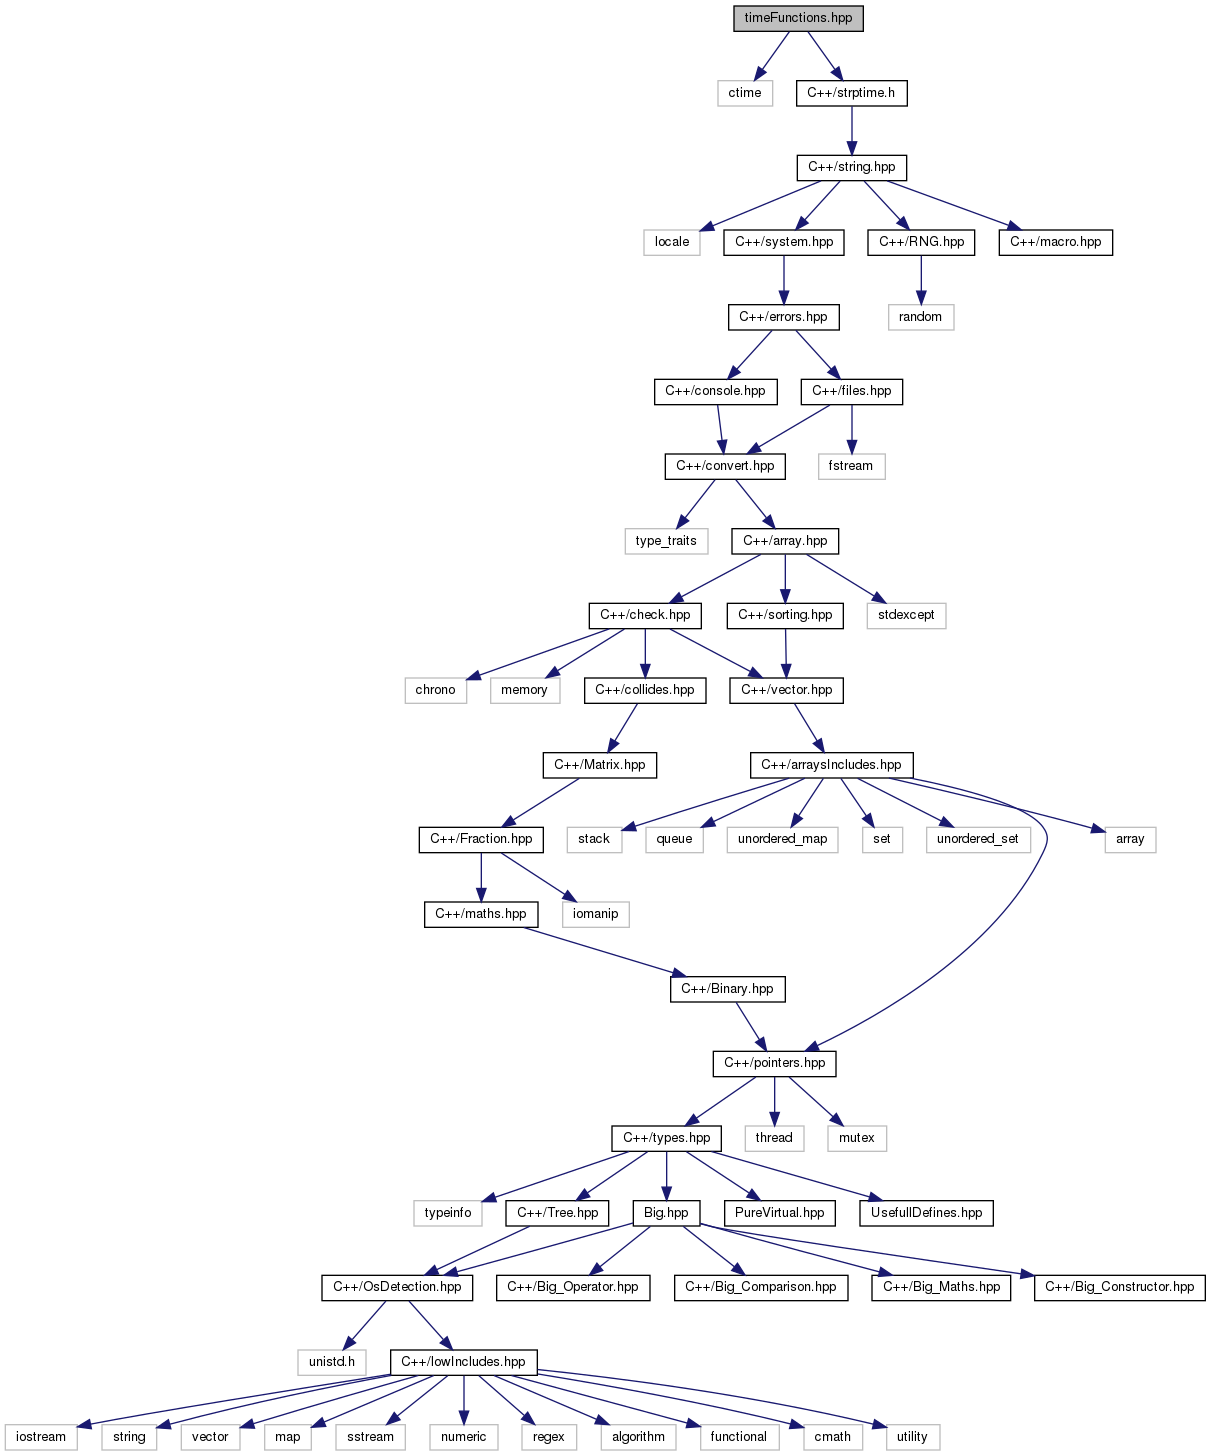 timeFunctions.hpp
ctime
C++/strptime.h
C++/string.hpp
locale
C++/system.hpp
C++/RNG.hpp
C++/macro.hpp
C++/errors.hpp
random
C++/console.hpp
C++/files.hpp
C++/convert.hpp
fstream
type_traits
C++/array.hpp
C++/check.hpp
C++/sorting.hpp
stdexcept
chrono
memory
C++/collides.hpp
C++/vector.hpp
C++/Matrix.hpp
C++/arraysIncludes.hpp
C++/Fraction.hpp
stack
queue
unordered_map
set
unordered_set
array
C++/maths.hpp
iomanip
C++/Binary.hpp
C++/pointers.hpp
C++/types.hpp
thread
mutex
typeinfo
C++/Tree.hpp
Big.hpp
PureVirtual.hpp
UsefullDefines.hpp
C++/OsDetection.hpp
C++/Big_Operator.hpp
C++/Big_Comparison.hpp
C++/Big_Maths.hpp
C++/Big_Constructor.hpp
unistd.h
C++/lowIncludes.hpp
iostream
string
vector
map
sstream
numeric
regex
algorithm
functional
cmath
utility